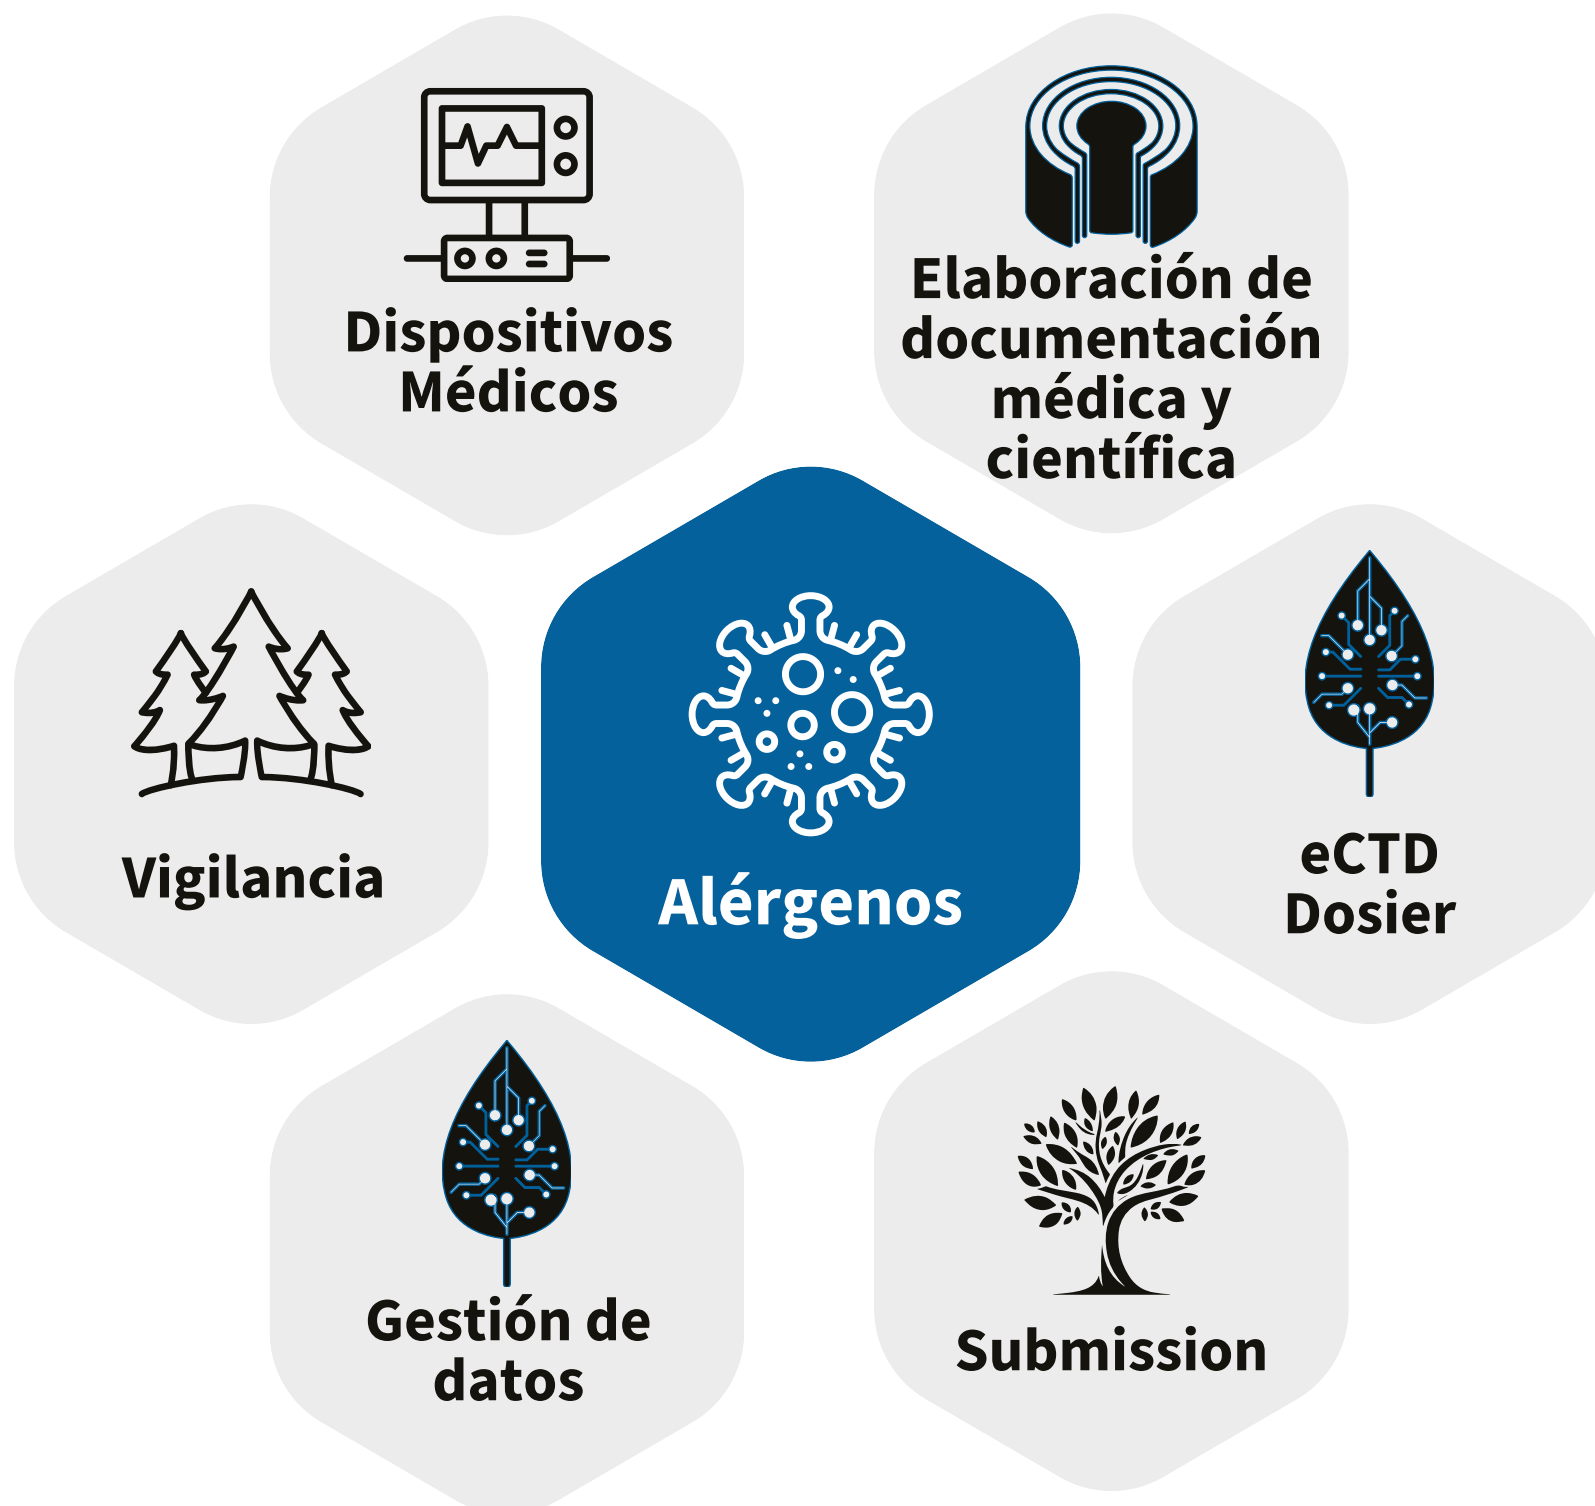 Dispositivos
Médicos
Elaboración de
documentación
médica y
científica
Vigilancia
Alérgenos
eCTD
Dosier
Gestión de
datos
Submission